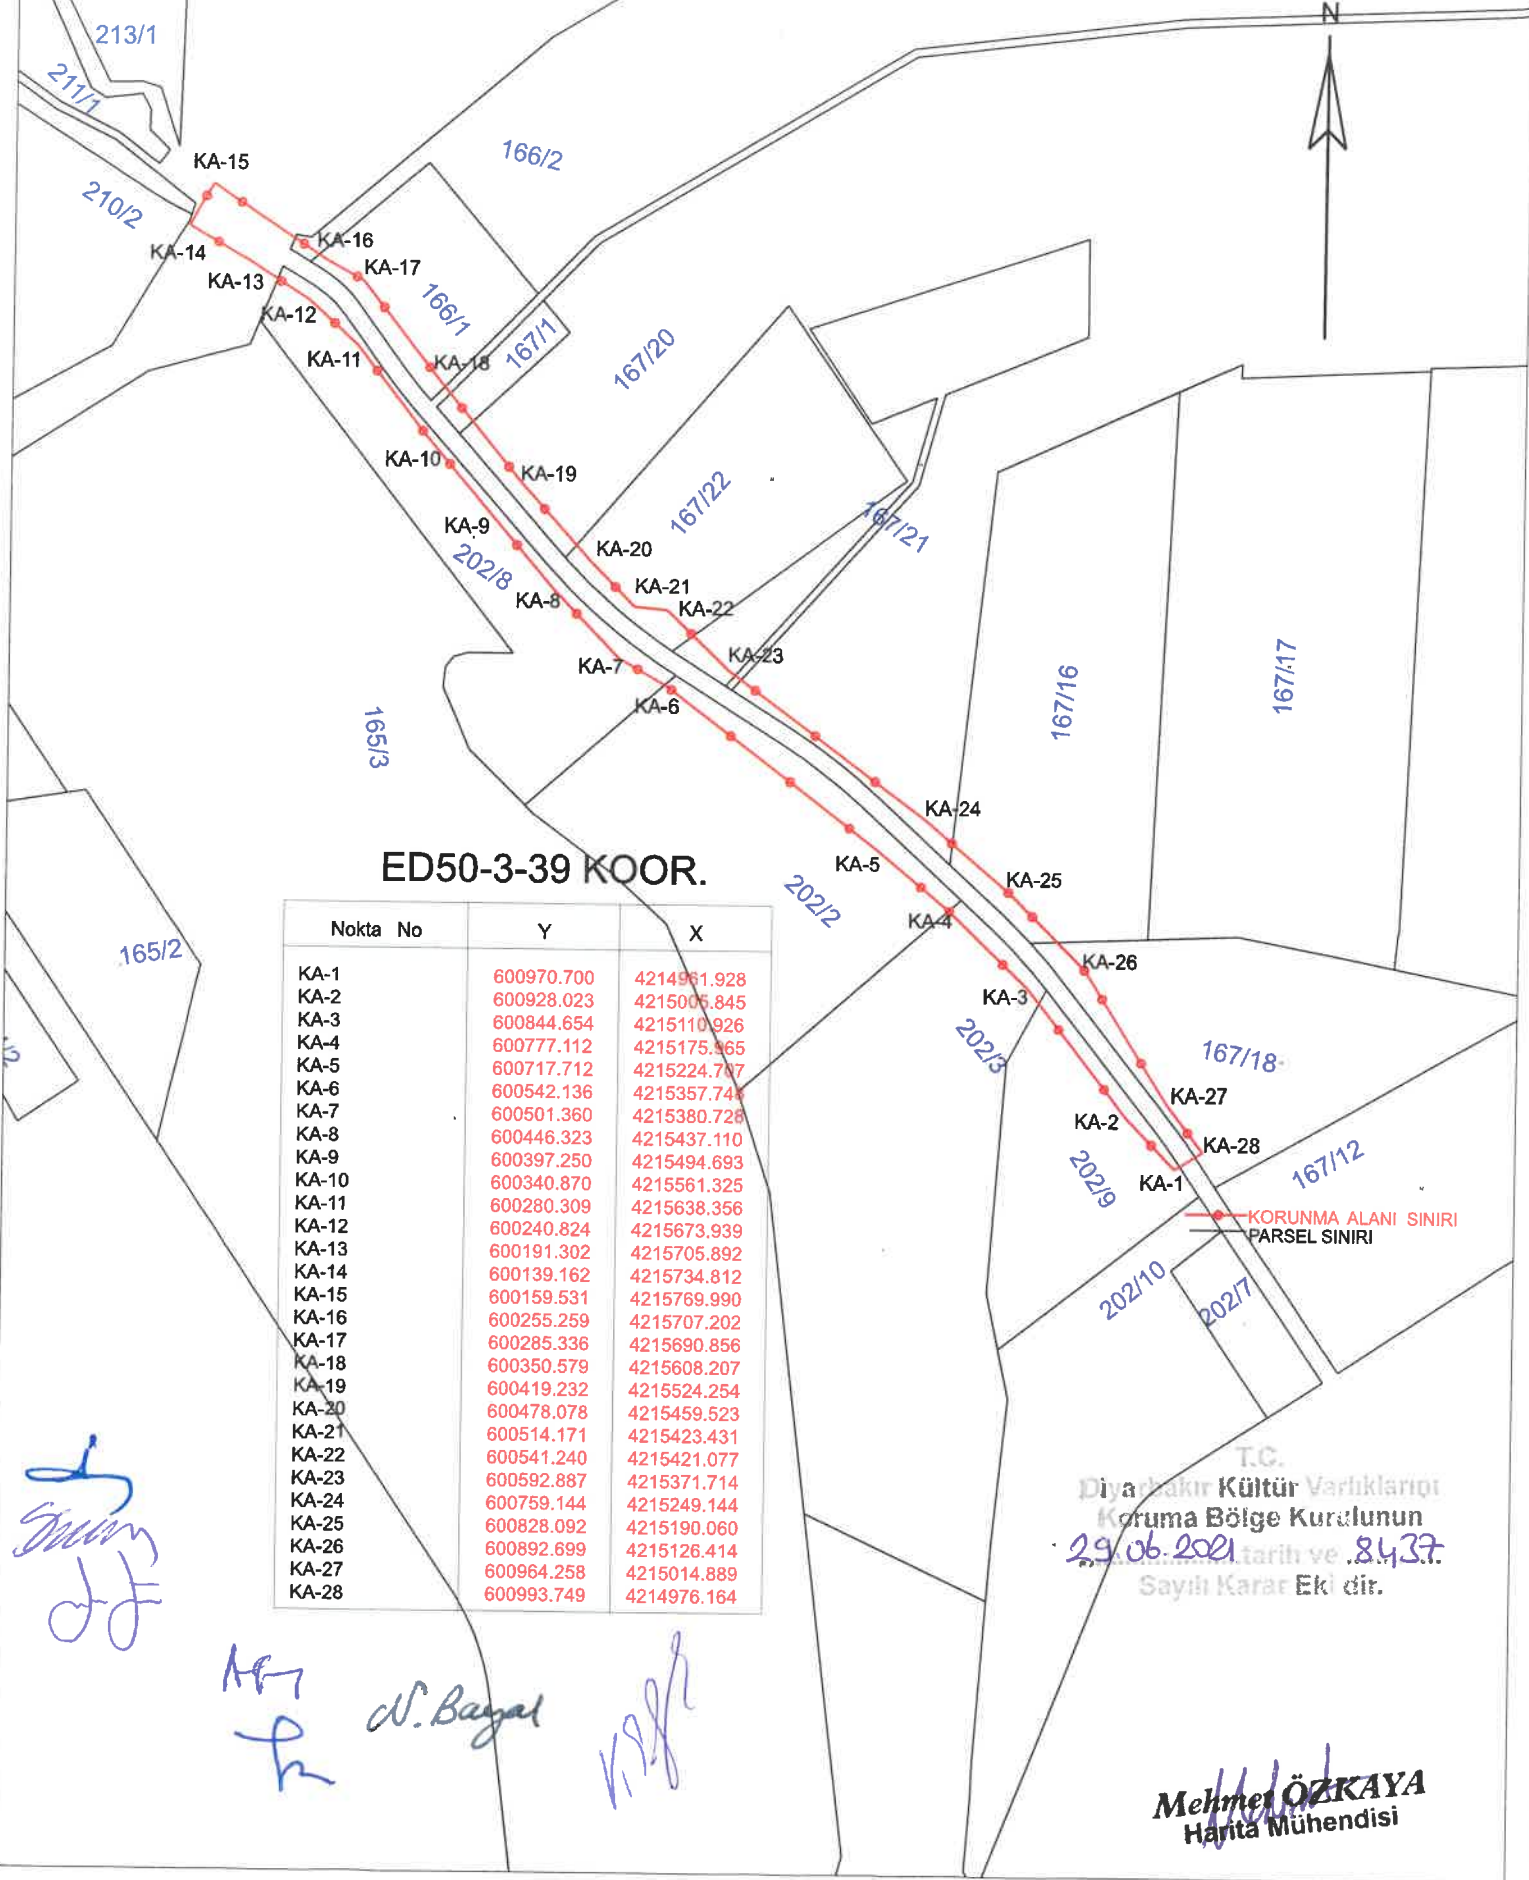 N
213/1
211/1
KA-15
166/2
210/2
KA-14
KA-16
KA-13
KA-17
166/1
KA-12
167/1
KA-11
KA-18
167/20
KA-10
KA-19
167/22
KA-9
167/21
202/8
KA-20
KA-8
KA-21
KA-22
KA-7
KA-23
KA-6
165/3
167/16
167/17
KA-24
KA-5
KA-25
202/2
KA-4
165/2
KA-26
KA-3
202/3
167/18
/2
KA-27
KA-2
KA-28
202/9
KA-1
167/12
KORUNMA ALANI SINIRI
PARSEL SINIRI
202/10
202/7
ED50-3-39 KOOR.
Nokta No Y X
KA-1 600970.700 4214961.928
KA-2 600928.023 4215005.845
KA-3 600844.654 4215110.926
KA-4 600777.112 4215175.965
KA-5 600717.712 4215224.707
KA-6 600542.136 4215357.748
KA-7 600501.360 4215380.728
KA-8 600446.323 4215437.110
KA-9 600397.250 4215494.693
KA-10 600340.870 4215561.325
KA-11 600280.309 4215638.356
KA-12 600240.824 4215673.939
KA-13 600191.302 4215705.892
KA-14 600139.162 4215734.812
KA-15 600159.531 4215769.990
KA-16 600255.259 4215707.202
KA-17 600285.336 4215690.856
KA-18 600350.579 4215608.207
KA-19 600419.232 4215524.254
KA-20 600478.078 4215459.523
KA-21 600514.171 4215423.431
KA-22 600541.240 4215421.077
KA-23 600592.887 4215371.714
KA-24 600759.144 4215249.144
KA-25 600828.092 4215190.060
KA-26 600892.699 4215126.414
KA-27 600964.258 4215014.889
KA-28 600993.749 4214976.164
T.C.
Diyarbakır Kültür Varlıklarını
Koruma Bölge Kurulunun
29.06.2021 tarih ve 8437
Sayılı Karar Eki dir.
N. Baysal
Mehmet ÖZKAYA
Harita Mühendisi